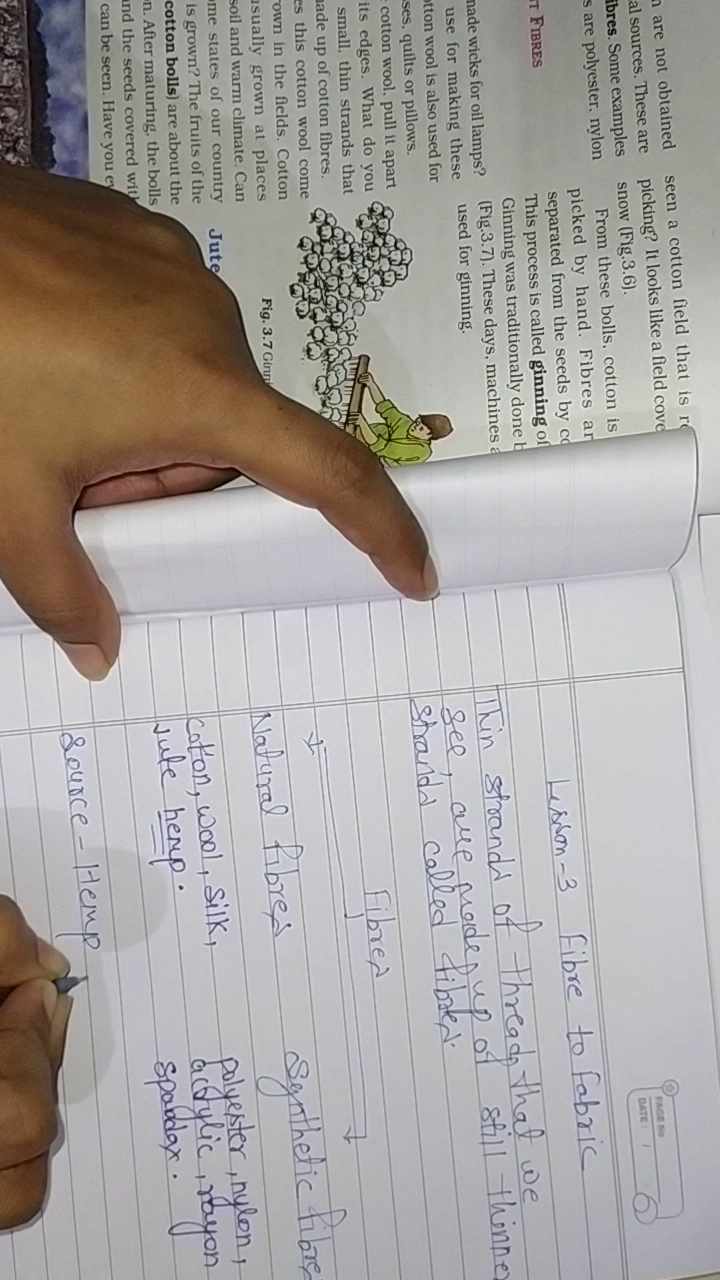 n are not obtained
al sources. These are
ibres. Some examples
s are polyester, nylon
T FIBRES
made wicks for oil lamps?
use for making these
otton wool is also used for
ses, quilts or pillows.
cotton wool, pull it apart
its edges. What do you
small, thin strands that
ade up of cotton fibres.
es this cotton wool come
rown in the fields. Cotton
usually grown at places
soil and warm climate. Can
me states of our country
is grown? The fruits of the
cotton bolls) are about the
n. After maturing, the bolls
nd the seeds covered with
can be seen. Have you e
seen a cotton field that is r
picking? It looks like a field cove
snow (Fig.3.6).
From these bolls, cotton is
picked by hand. Fibres ar
separated from the seeds by c
This process is called ginning of
Ginning was traditionally done b
(Fig.3.7). These days, machines a
used for ginning.
Fig. 3.7 Ginni
Jute
PAGE No
DATE: / 6
Lesson-3 Fibre to fabric
Thin strands of thread, that we
see, are made up of still thinner
strands called fibres.
Fibres
Natural fibres Synthetic fibre
Cotton, wool, silk, polyester, nylon,
Jute hemp. acrylic, rayon
spandex.
Source - Hemp